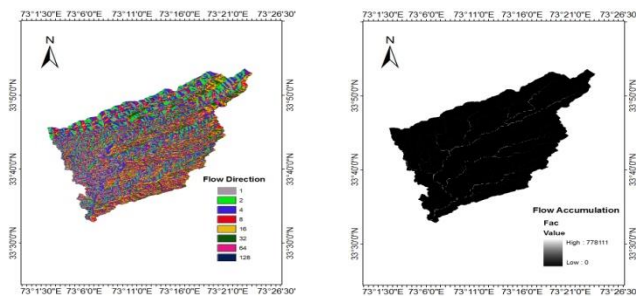 73°1'30"E 73°6'0"E 73°11'0"E 73°16'0"E 73°21'0"E 73°26'30"E
N
33°50'0"N
33°40'0"N
33°30'0"N
33°50'0"N
33°40'0"N
33°30'0"N
Flow Direction
1
2
4
8
16
32
64
128
73°1'30"E 73°6'0"E 73°11'0"E 73°16'0"E 73°21'0"E 73°26'30"E
73°1'30"E 73°6'0"E 73°11'0"E 73°16'0"E 73°21'0"E 73°26'30"E
N
33°50'0"N
33°40'0"N
33°30'0"N
33°50'0"N
33°40'0"N
33°30'0"N
Flow Accumulation
Fac
Value
High : 778111
Low : 0
73°1'30"E 73°6'0"E 73°11'0"E 73°16'0"E 73°21'0"E 73°26'30"E